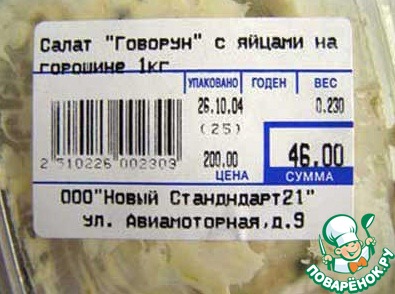 Салат "Говорун" с яйцами на
горошине 1кг
УПАКОВАНО ГОДЕН ВЕС
26.10.04 0.230
(25)
200.00 46.00
ЦЕНА СУММА
2 510226 002309
ООО"Новый Стандндарт21"
ул. Авиамоторная,д.9
ПОВАРЁНОК.РУ